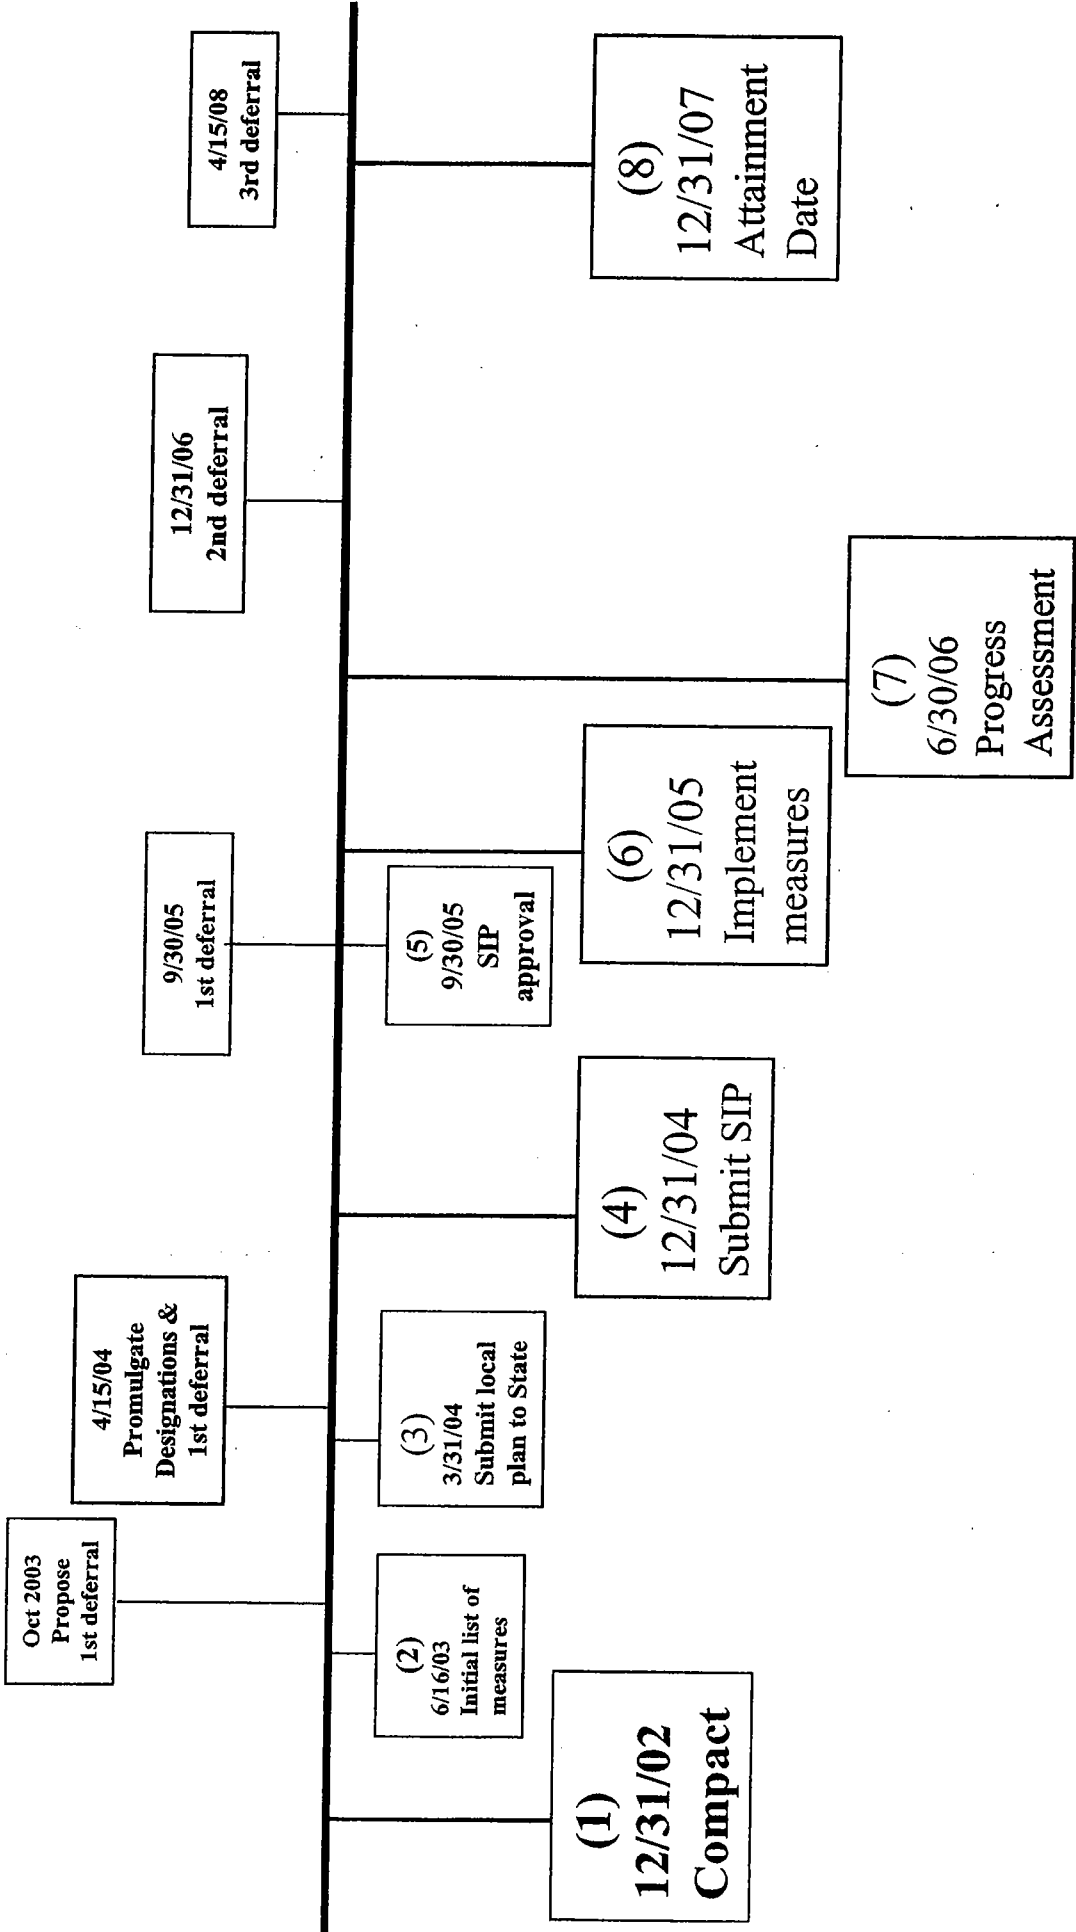 Oct 2003
Propose
1st deferral
4/15/04
Promulgate
Designations &
1st deferral
9/30/05
1st deferral
12/31/06
2nd deferral
4/15/08
3rd deferral
(1)
12/31/02
Compact
(2)
6/16/03
Initial list of
measures
(3)
3/31/04
Submit local
plan to State
(4)
12/31/04
Submit SIP
(5)
9/30/05
SIP
approval
(6)
12/31/05
Implement
measures
(7)
6/30/06
Progress
Assessment
(8)
12/31/07
Attainment
Date